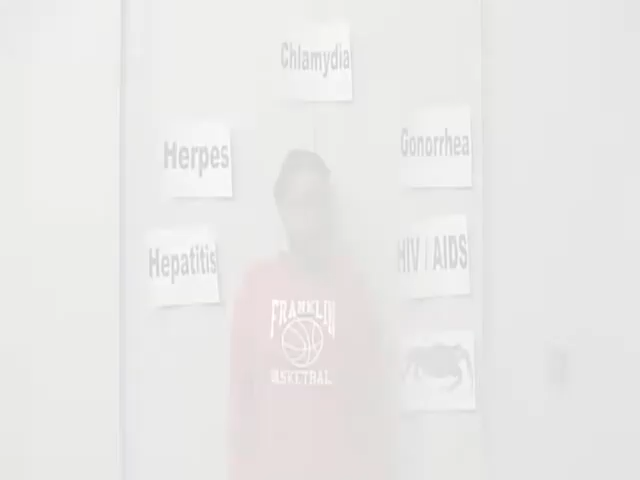 Chlamydia
Herpes
Gonorrhea
Hepatitis
HIV / AIDS
FRANKLIN
BASKETBALL